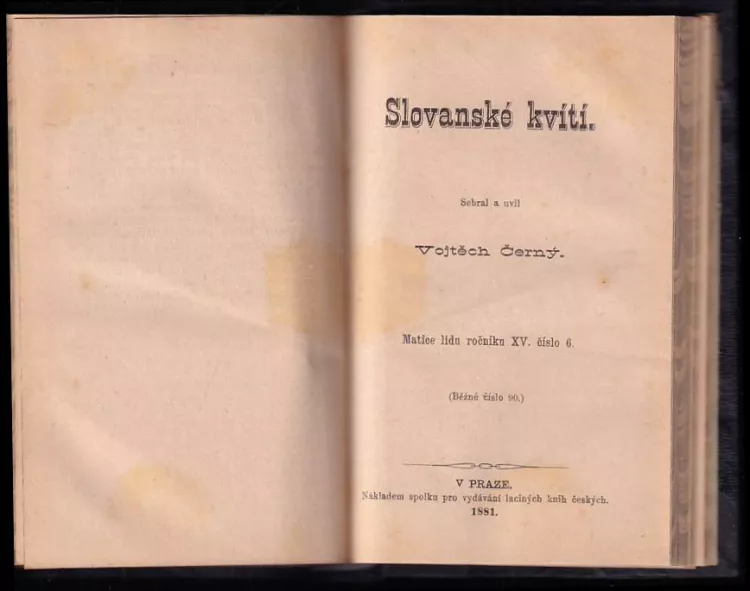 Slovanské kvítí.
Sebral a uvil
Vojtěch Černý.
Matice lidu ročníku XV. číslo 6.
(Běžné číslo 90.)
V PRAZE.
Nákladem spolku pro vydávání laciných knih českých.
1881.